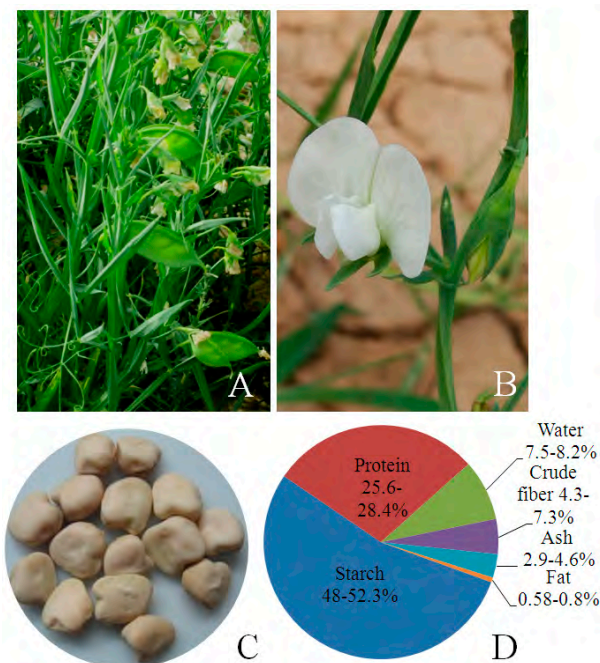 A
B
C
Protein
25.6-
28.4%
Starch
48-52.3%
Water
7.5-8.2%
Crude
fiber 4.3-
7.3%
Ash
2.9-4.6%
Fat
0.58-0.8%
D